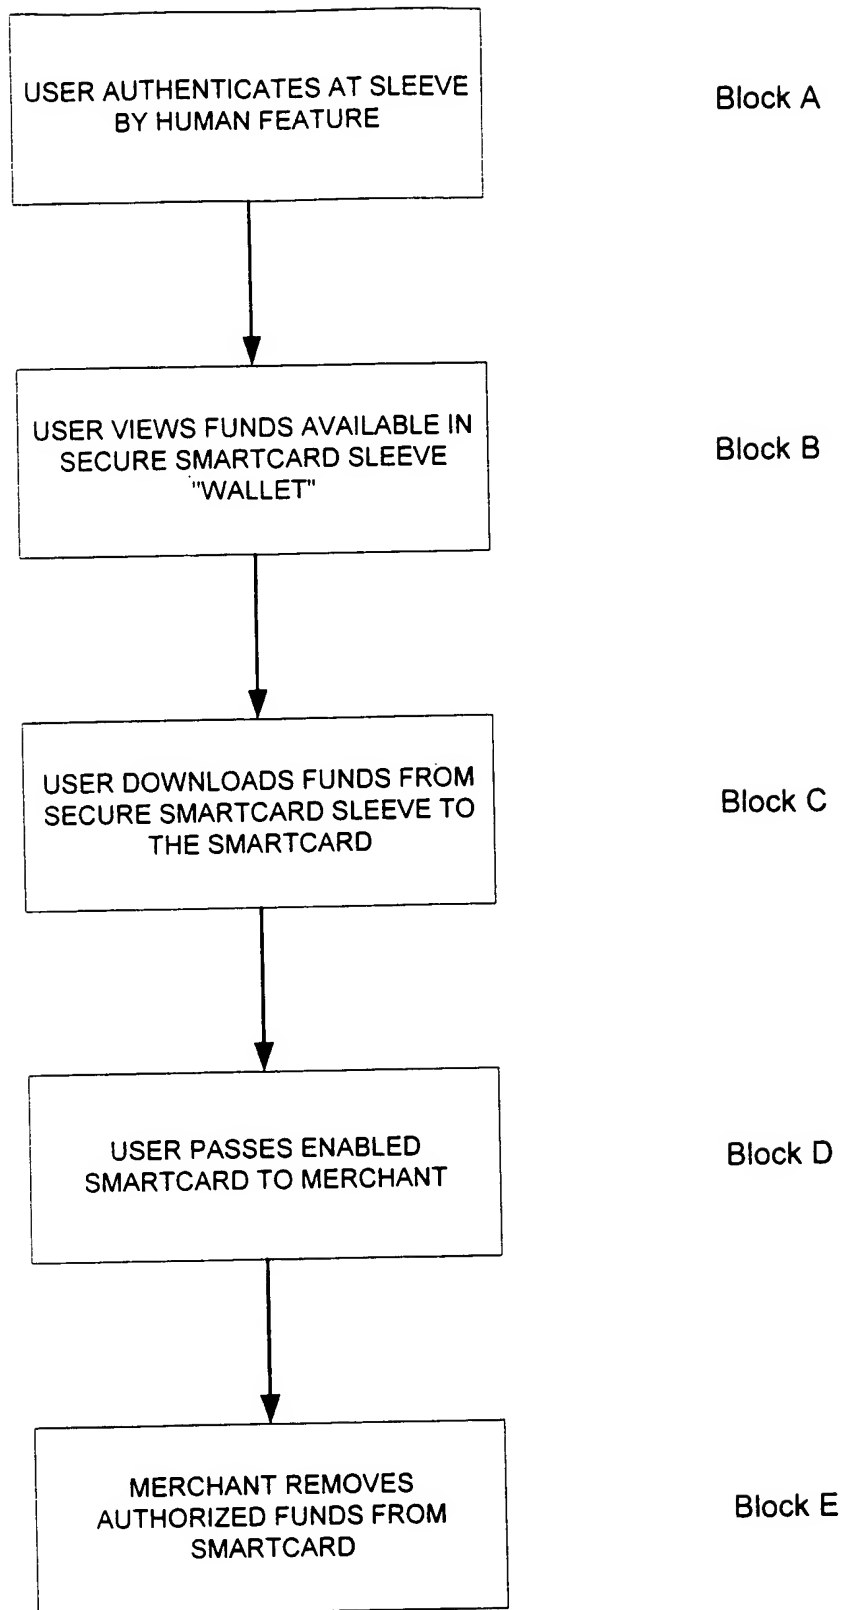 USER AUTHENTICATES AT SLEEVE
BY HUMAN FEATURE
Block A
USER VIEWS FUNDS AVAILABLE IN
SECURE SMARTCARD SLEEVE
"WALLET"
Block B
USER DOWNLOADS FUNDS FROM
SECURE SMARTCARD SLEEVE TO
THE SMARTCARD
Block C
USER PASSES ENABLED
SMARTCARD TO MERCHANT
Block D
MERCHANT REMOVES
AUTHORIZED FUNDS FROM
SMARTCARD
Block E